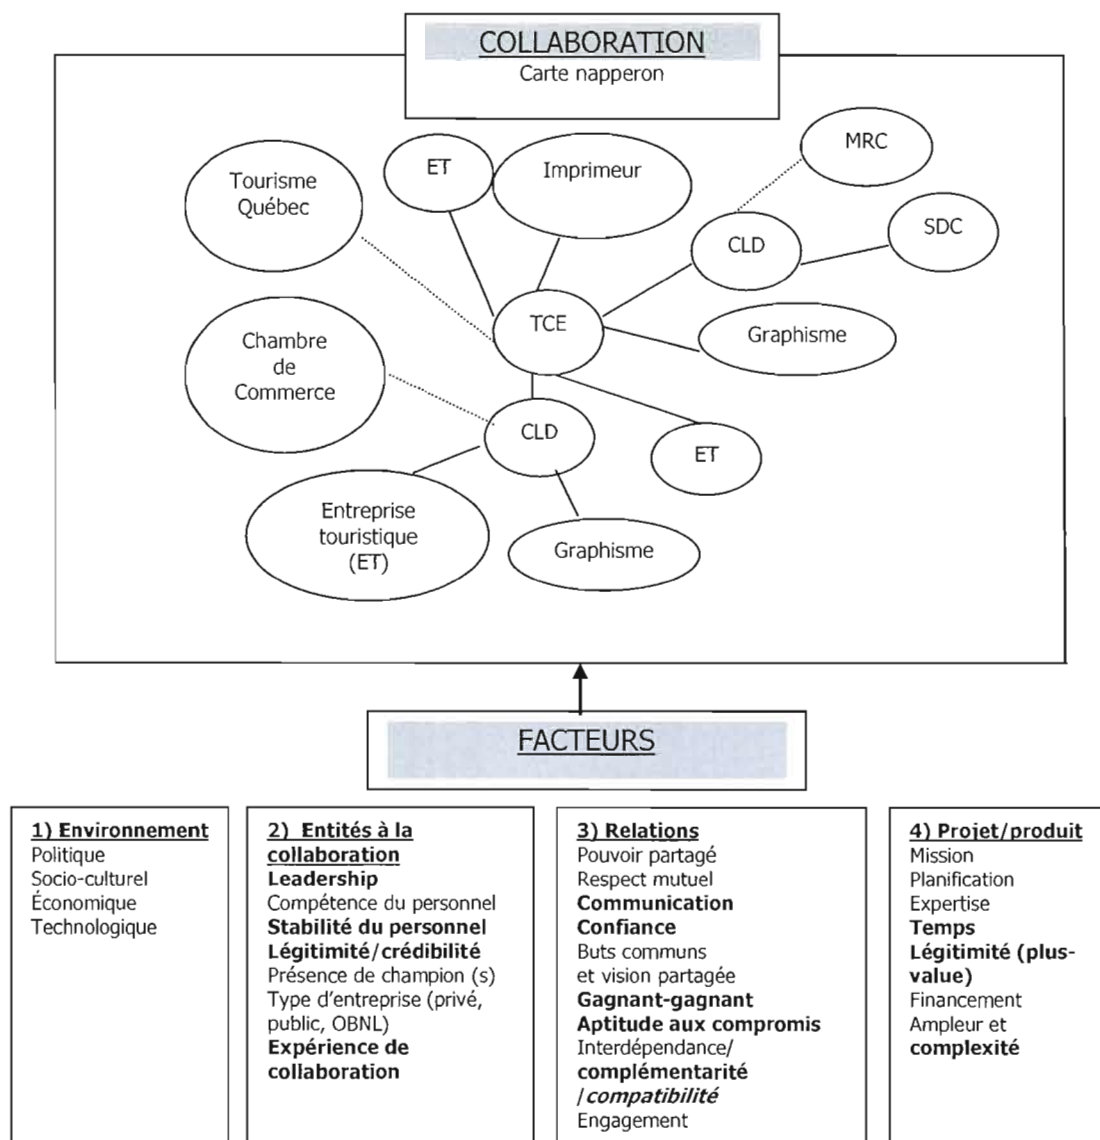 COLLABORATION
Carte napperon
MRC
ET
Imprimeur
Tourisme
Québec
SDC
CLD
TCE
Graphisme
Chambre
de
Commerce
CLD
ET
Entreprise
touristique
(ET)
Graphisme
FACTEURS
1) Environnement
Politique
Socio-culturel
Économique
Technologique
2) Entités à la
collaboration
Leadership
Compétence du personnel
Stabilité du personnel
Légitimité/crédibilité
Présence de champion (s)
Type d'entreprise (privé,
public, OBNL)
Expérience de
collaboration
3) Relations
Pouvoir partagé
Respect mutuel
Communication
Confiance
Buts communs
et vision partagée
Gagnant-gagnant
Aptitude aux compromis
Interdépendance/
complémentarité
/compatibilité
Engagement
4) Projet/produit
Mission
Planification
Expertise
Temps
Légitimité (plus-
value)
Financement
Ampleur et
complexité